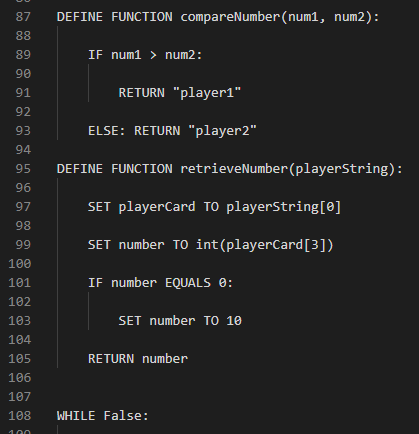 87 DEFINE FUNCTION compareNumber(num1, num2):
88
89 IF num1 > num2:
90
91 RETURN "player1"
92
93 ELSE: RETURN "player2"
94
95 DEFINE FUNCTION retrieveNumber(playerString):
96
97 SET playerCard TO playerString[0]
98
99 SET number TO int(playerCard[3])
100
101 IF number EQUALS 0:
102
103 SET number TO 10
104
105 RETURN number
106
107
108 WHILE False: